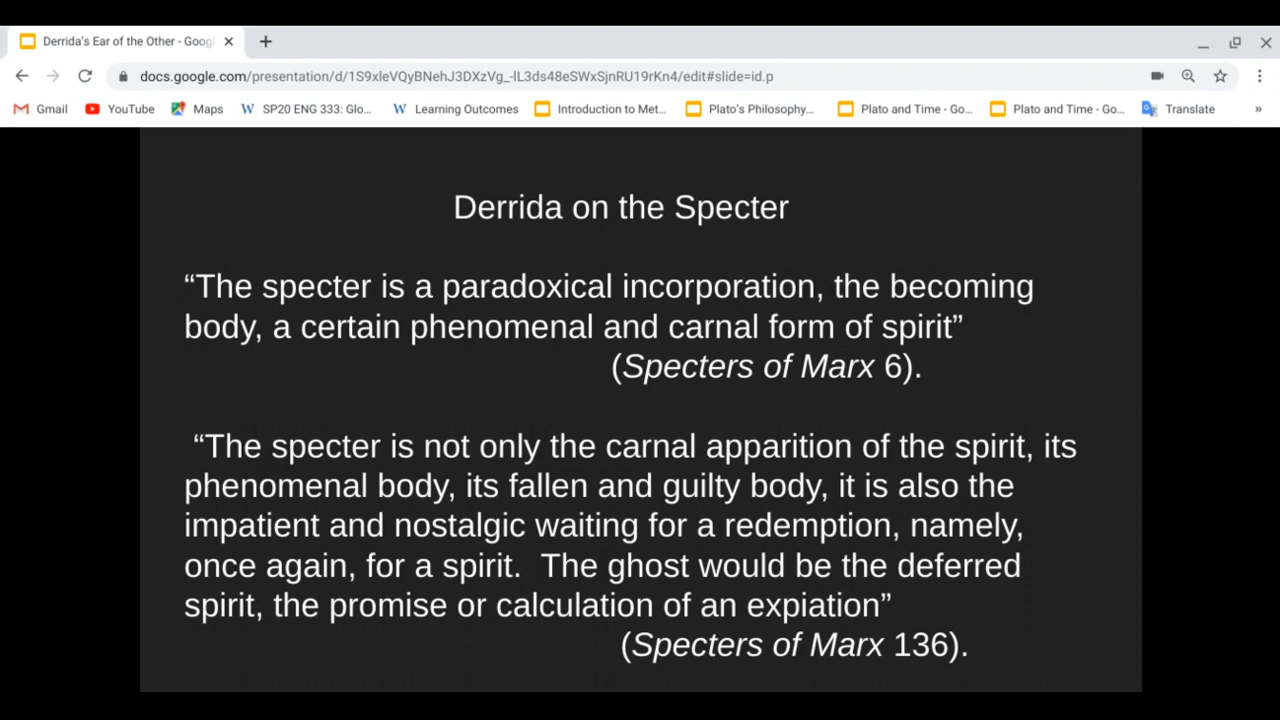 Derrida's Ear of the Other - Goog
docs.google.com/presentation/d/1S9xleVQyBNehJ3DXzVg_-lL3ds48eSWxSjnRU19rKn4/edit#slide=id.p
Gmail YouTube Maps SP20 ENG 333: Glo... Learning Outcomes Introduction to Met... Plato's Philosophy... Plato and Time - Go... Plato and Time - Go... Translate »
Derrida on the Specter
“The specter is a paradoxical incorporation, the becoming
body, a certain phenomenal and carnal form of spirit”
(Specters of Marx 6).
“The specter is not only the carnal apparition of the spirit, its
phenomenal body, its fallen and guilty body, it is also the
impatient and nostalgic waiting for a redemption, namely,
once again, for a spirit.  The ghost would be the deferred
spirit, the promise or calculation of an expiation”
(Specters of Marx 136).